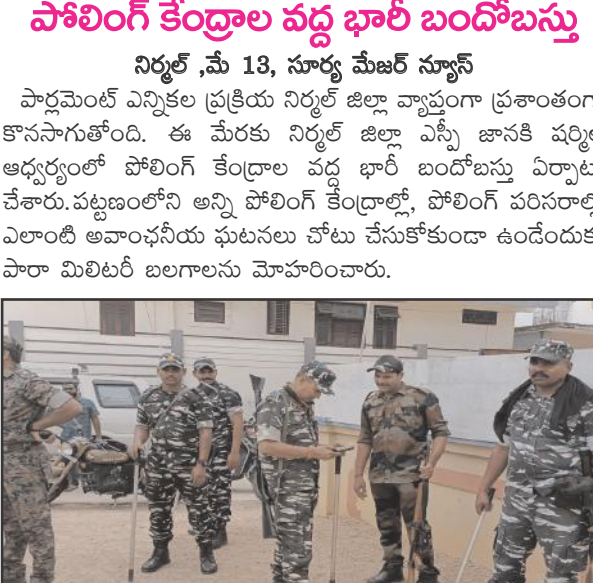 పోలింగ్ కేంద్రాల వద్ద భారీ బందోబస్తు
నిర్మల్ ,మే 13, సూర్య మేజర్ న్యూస్
పార్లమెంట్ ఎన్నికల ప్రక్రియ నిర్మల్ జిల్లా వ్యాప్తంగా ప్రశాంతంగా
కొనసాగుతోంది. ఈ మేరకు నిర్మల్ జిల్లా ఎస్పీ జానకి షర్మిల
ఆధ్వర్యంలో పోలింగ్ కేంద్రాల వద్ద భారీ బందోబస్తు ఏర్పాటు
చేశారు.పట్టణంలోని అన్ని పోలింగ్ కేంద్రాల్లో, పోలింగ్ పరిసరాల్లో
ఎలాంటి అవాంఛనీయ ఘటనలు చోటు చేసుకోకుండా ఉండేందుకు
పారా మిలిటరీ బలగాలను మోహరించారు.